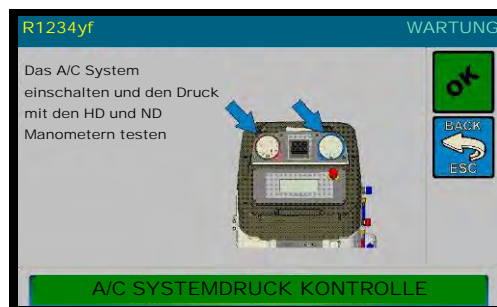 R1234yf WARTUNG
Das A/C System
einschalten und den Druck
mit den HD und ND
Manometern testen
OK
BACK
ESC
A/C SYSTEMDRUCK KONTROLLE